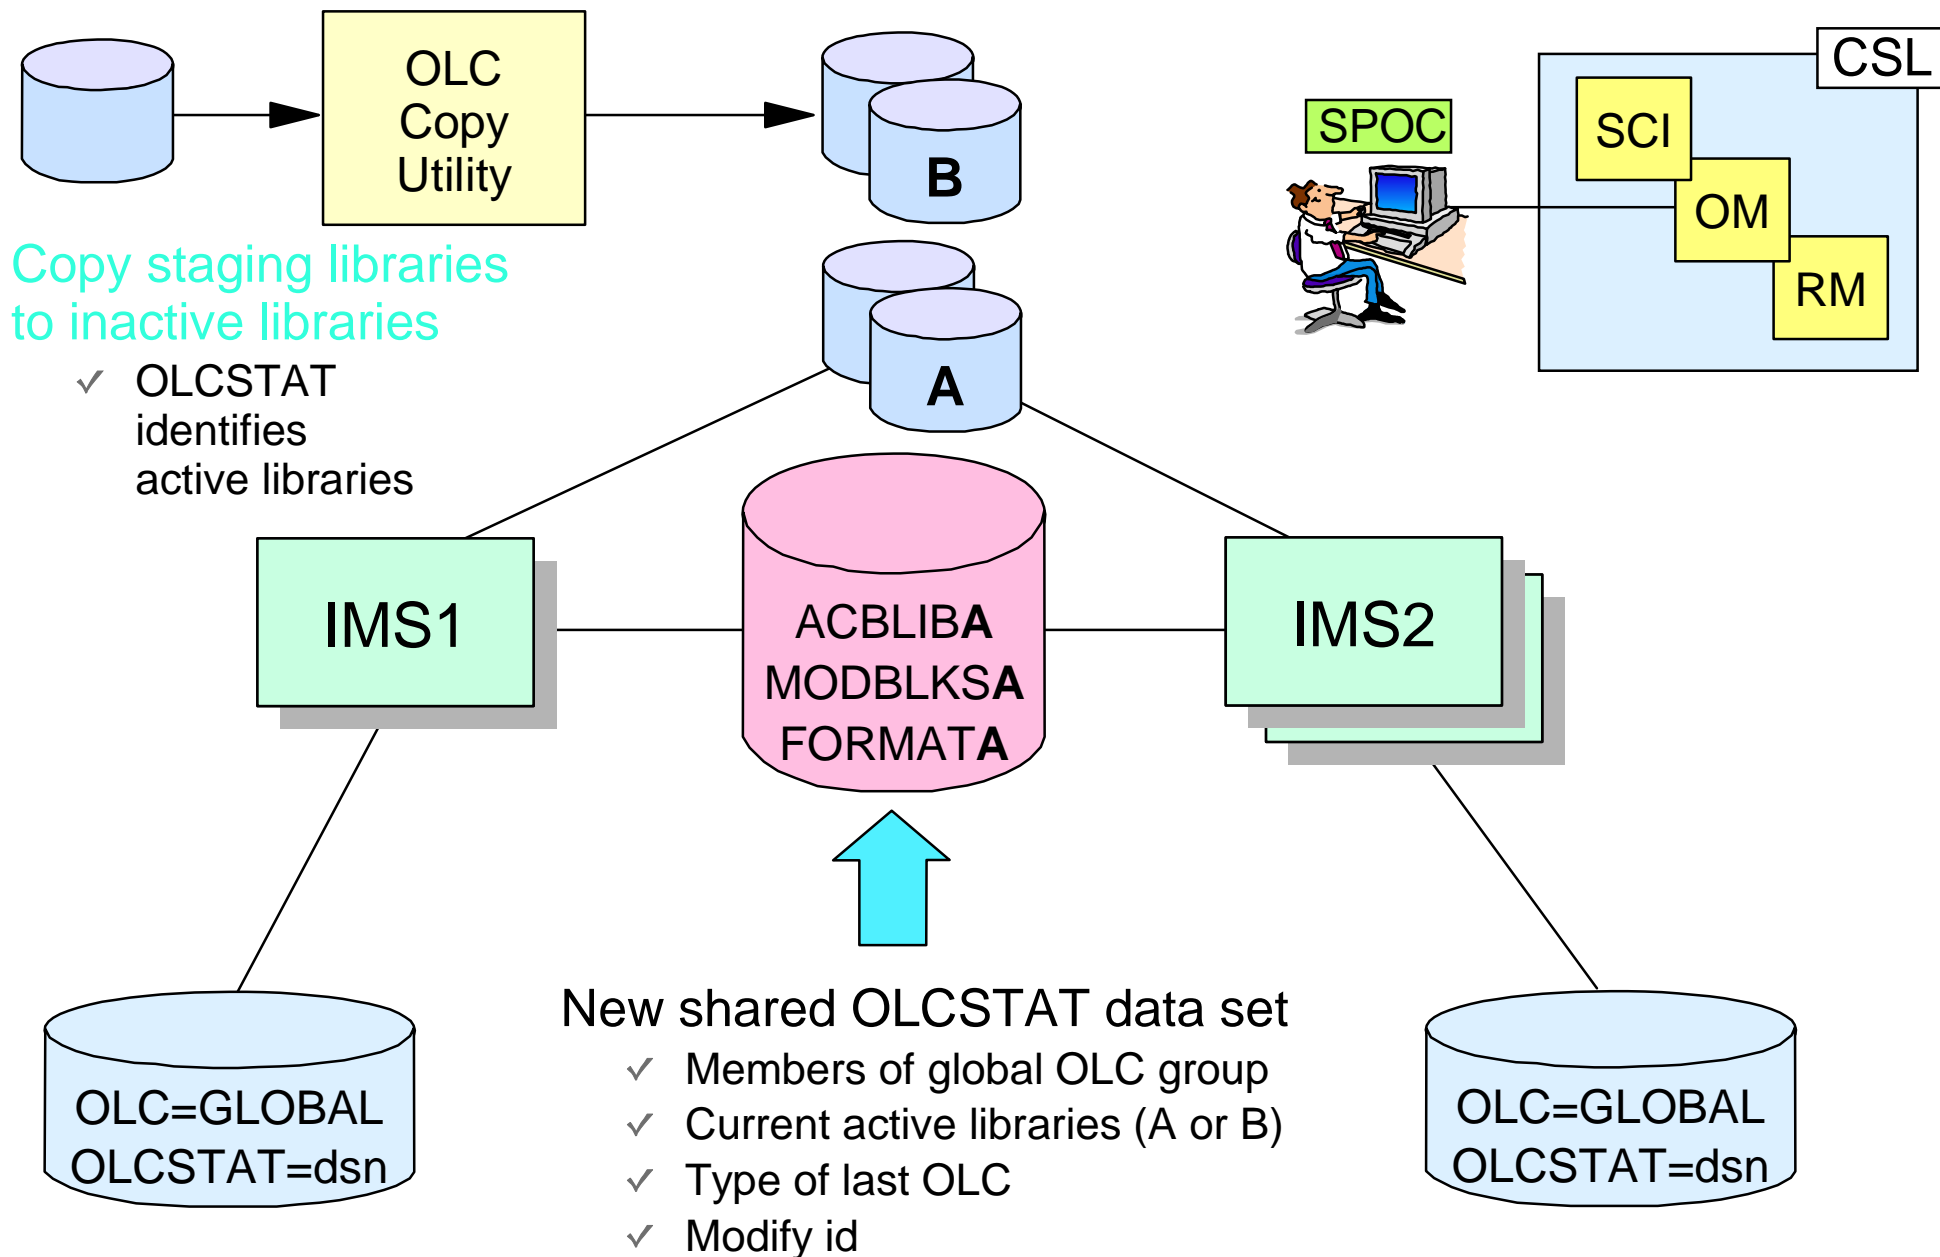 OLC
Copy
Utility
B
CSL
SPOC
SCI
OM
RM
Copy staging libraries
to inactive libraries
✓ OLCSTAT
identifies
active libraries
A
IMS1
ACBLIBA
MODBLKSA
FORMATA
IMS2
OLC=GLOBAL
OLCSTAT=dsn
New shared OLCSTAT data set
✓ Members of global OLC group
✓ Current active libraries (A or B)
✓ Type of last OLC
✓ Modify id
OLC=GLOBAL
OLCSTAT=dsn